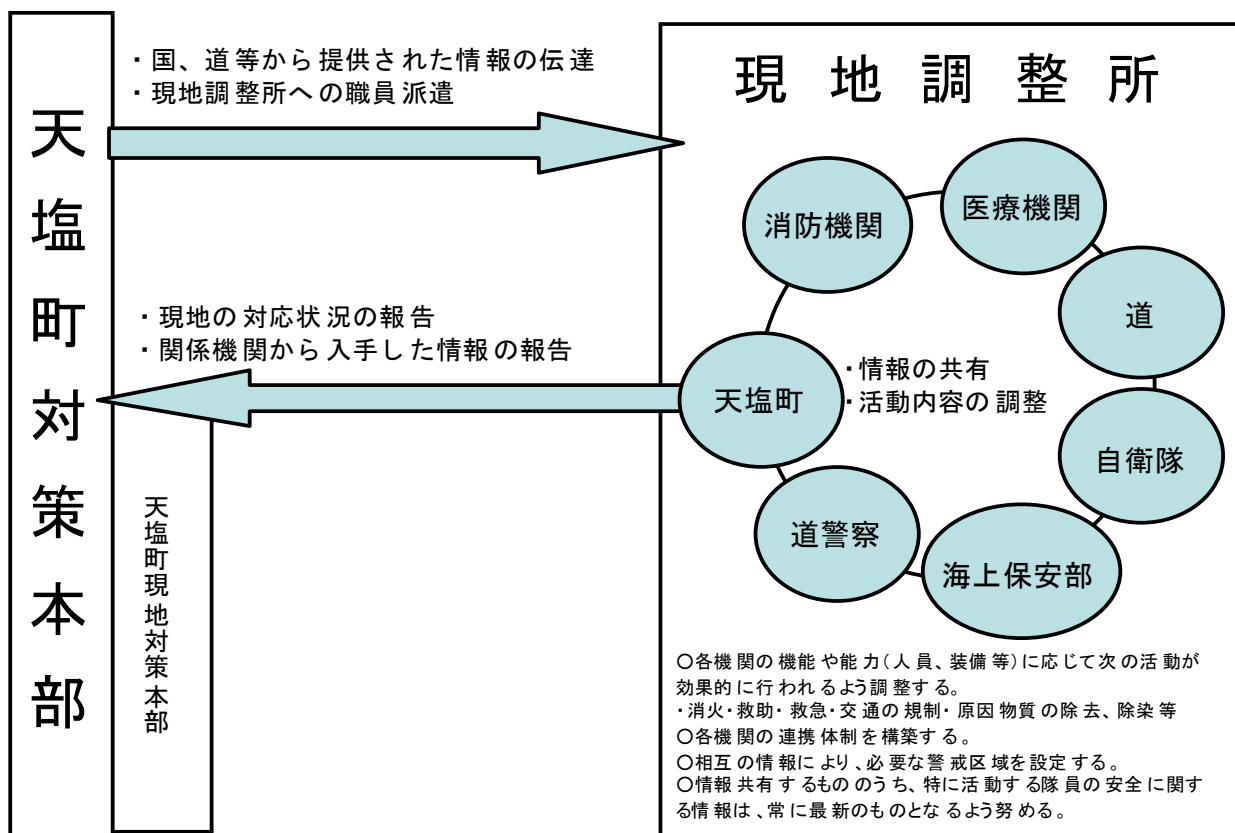 天塩町対策本部
・国、道等から提供された情報の伝達
・現地調整所への職員派遣
・現地の対応状況の報告
・関係機関から入手した情報の報告
天塩町現地対策本部
現地調整所
消防機関
医療機関
道
天塩町
・情報の共有
・活動内容の調整
自衛隊
道警察
海上保安部
○各機関の機能や能力(人員、装備等)に応じて次の活動が
効果的に行われるよう調整する。
・消火・救助・救急・交通の規制・原因物質の除去、除染等
○各機関の連携体制を構築する。
○相互の情報により、必要な警戒区域を設定する。
○情報共有するもののうち、特に活動する隊員の安全に関す
る情報は、常に最新のものとなるよう努める。